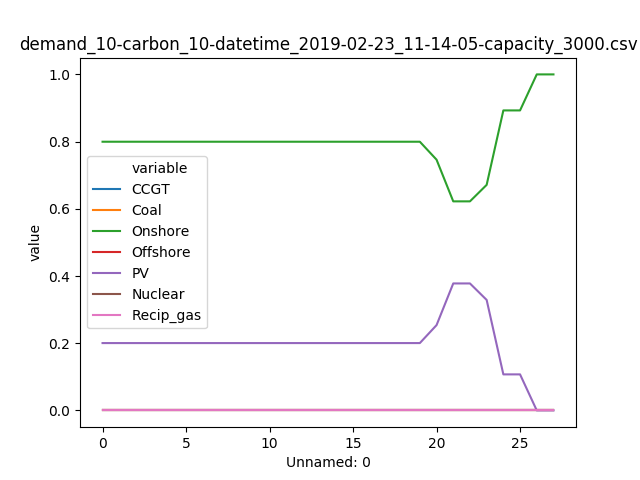 demand_10-carbon_10-datetime_2019-02-23_11-14-05-capacity_3000.csv
1.0
0.8
0.6
0.4
0.2
0.0
value
variable
CCGT
Coal
Onshore
Offshore
PV
Nuclear
Recip_gas
0 5 10 15 20 25
Unnamed: 0